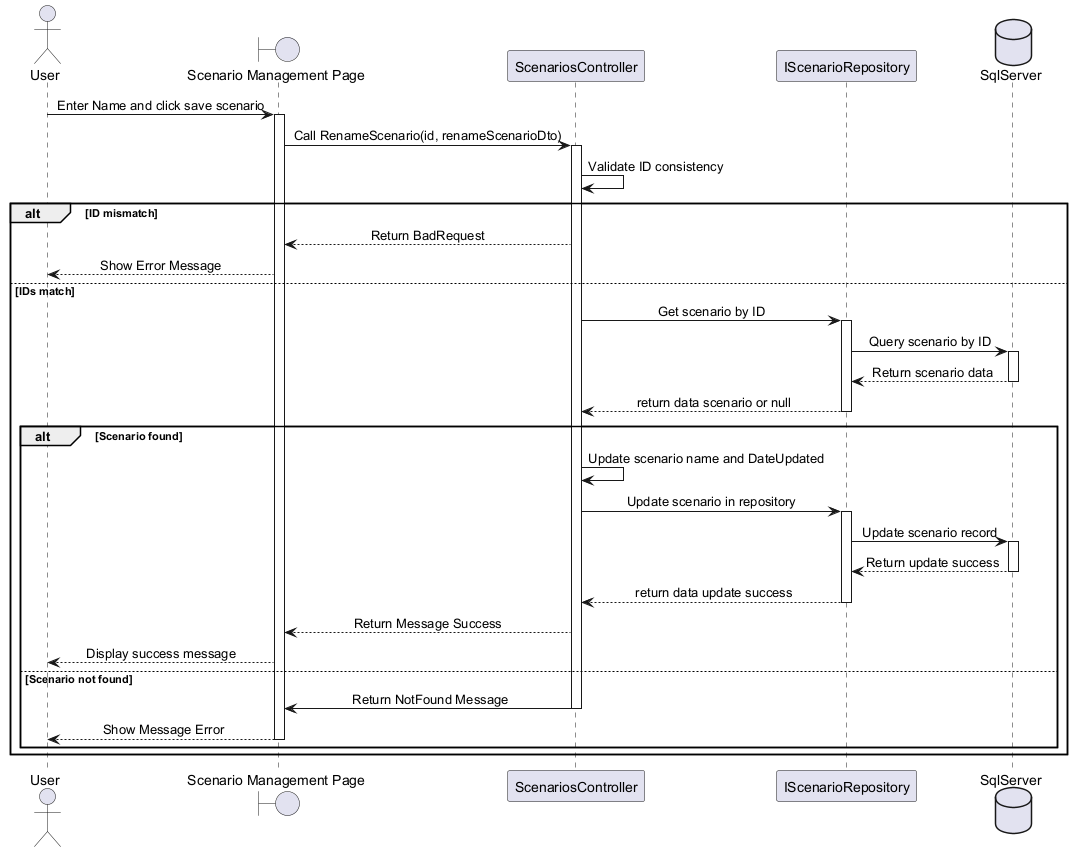 User
Scenario Management Page
ScenariosController
IScenarioRepository
SqlServer
Enter Name and click save scenario
Call RenameScenario(id, renameScenarioDto)
Validate ID consistency
alt
[ID mismatch]
Return BadRequest
Show Error Message
[IDs match]
Get scenario by ID
Query scenario by ID
Return scenario data
return data scenario or null
alt
[Scenario found]
Update scenario name and DateUpdated
Update scenario in repository
Update scenario record
Return update success
return data update success
Return Message Success
Display success message
[Scenario not found]
Return NotFound Message
Show Message Error
User
Scenario Management Page
ScenariosController
IScenarioRepository
SqlServer